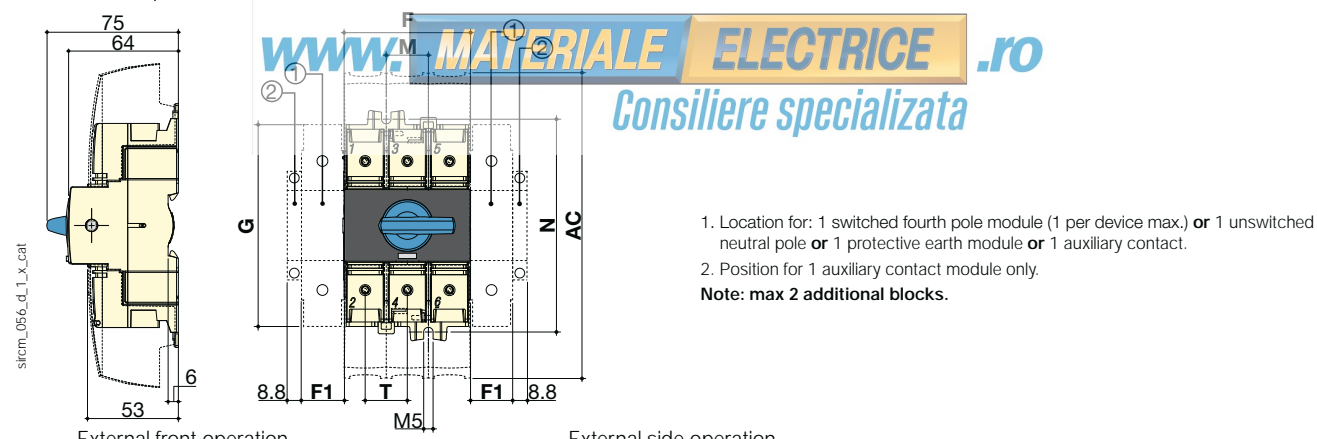 75
64
F
www. MATERIALE ELECTRICE .ro
M
1
2
1
2
Consiliere specializata
1
3
5
G
N
AC
1. Location for: 1 switched fourth pole module (1 per device max.) or 1 unswitched
neutral pole or 1 protective earth module or 1 auxiliary contact.
2. Position for 1 auxiliary contact module only.
Note: max 2 additional blocks.
sircm_056_d_1_x_cat
2
4
6
6
53
8.8
F1
T
F1
8.8
M5
External front operation
External side operation